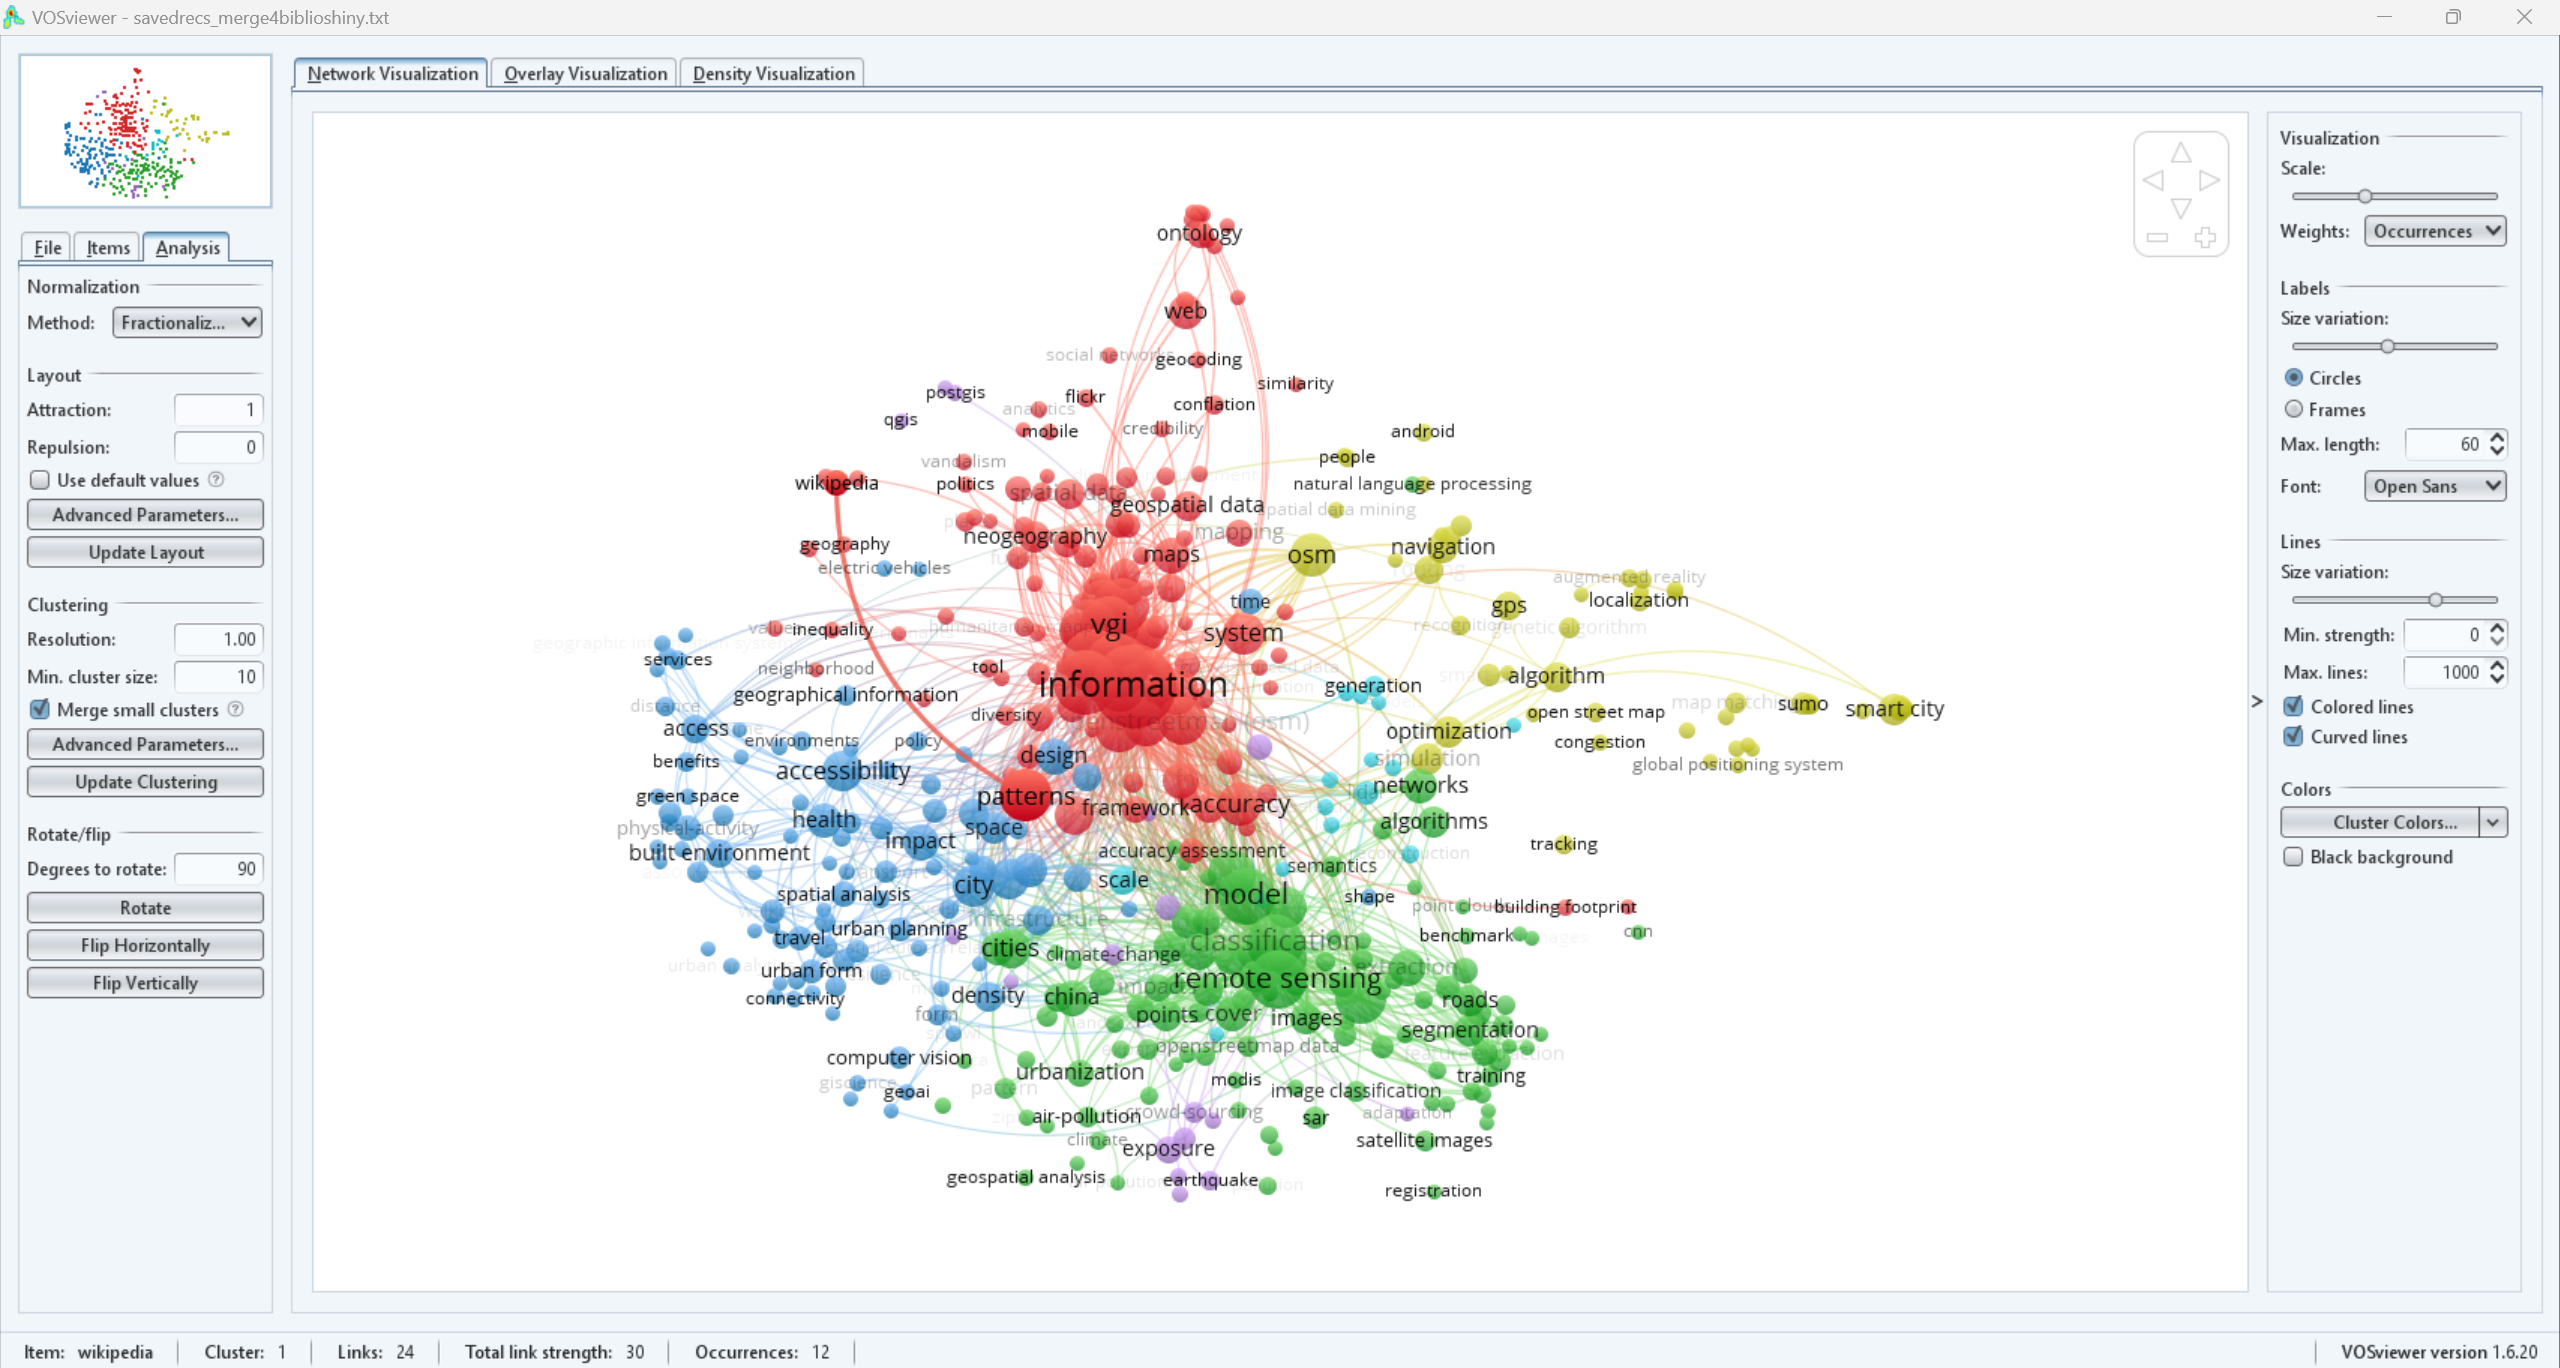 VOSviewer - savedrecs_merge4biblioshiny.txt
Network Visualization
Overlay Visualization
Density Visualization
File
Items
Analysis
Normalization
Method: Fractionaliz...
Layout
Attraction: 1
Repulsion: 0
Use default values
Advanced Parameters...
Update Layout
Clustering
Resolution: 1.00
Min. cluster size: 10
Merge small clusters
Advanced Parameters...
Update Clustering
Rotate/flip
Degrees to rotate: 90
Rotate
Flip Horizontally
Flip Vertically
ontology
web
social networks
geocoding
similarity
postgis
flickr
analytics
conflation
qgis
mobile
credibility
android
vandalism
people
wikipedia
politics
natural language processing
spatial data
geospatial data
spatial data mining
neogeography
mapping
geography
maps
osm
navigation
electric vehicles
routing
augmented reality
time
gps
localization
values
inequality
vgi
system
recognition
genetic algorithm
services
neighborhood
tool
information
generation
algorithm
geographical information
distance
diversity
openstreetmap (osm)
open street map
map matching
sumo
smart city
access
environments
policy
design
optimization
congestion
benefits
accessibility
simulation
global positioning system
green space
patterns
framework
accuracy
networks
physical-activity
health
space
algorithms
built environment
impact
accuracy assessment
semantics
tracking
spatial analysis
city
scale
model
shape
point clouds
building footprint
infrastructure
travel
urban planning
cities
climate-change
classification
benchmark
images
cnn
urban form
remote sensing
extraction
connectivity
density
china
impacts
roads
form
points
cover
images
segmentation
computer vision
openstreetmap data
feature extraction
giscience
geoai
urbanization
pattern
modis
image classification
training
air-pollution
crowd-sourcing
sar
adaptation
climate
exposure
satellite images
geospatial analysis
earthquake
registration
Visualization
Scale:
Weights: Occurrences
Labels
Size variation:
Circles
Frames
Max. length: 60
Font: Open Sans
Lines
Size variation:
Min. strength: 0
Max. lines: 1000
Colored lines
Curved lines
Colors
Cluster Colors...
Black background
Item: wikipedia
Cluster: 1
Links: 24
Total link strength: 30
Occurrences: 12
VOSviewer version 1.6.20